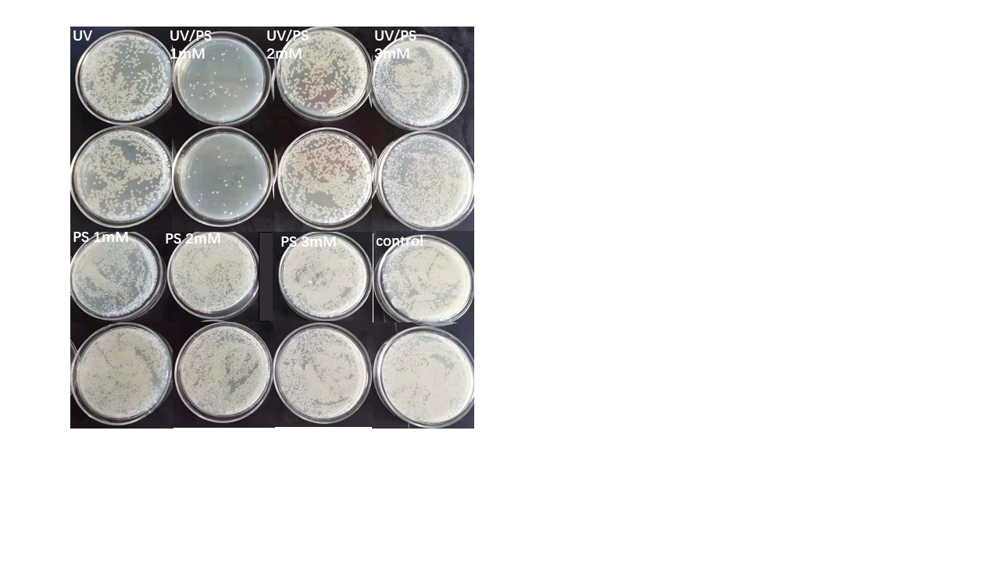 UV
UV/PS
1mM
UV/PS
2mM
UV/PS
3mM
PS 1mM
PS 2mM
PS 3mM
control